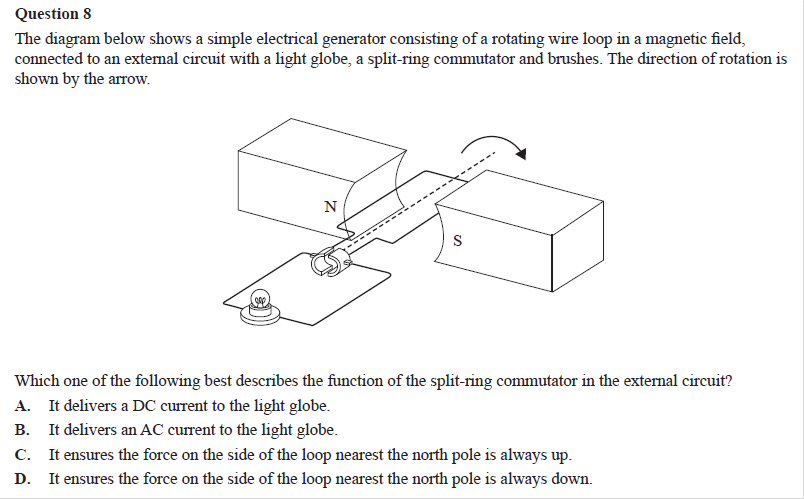 Question 8
The diagram below shows a simple electrical generator consisting of a rotating wire loop in a magnetic field,
connected to an external circuit with a light globe, a split-ring commutator and brushes. The direction of rotation is
shown by the arrow.
N
S
Which one of the following best describes the function of the split-ring commutator in the external circuit?
A. It delivers a DC current to the light globe.
B. It delivers an AC current to the light globe.
C. It ensures the force on the side of the loop nearest the north pole is always up.
D. It ensures the force on the side of the loop nearest the north pole is always down.